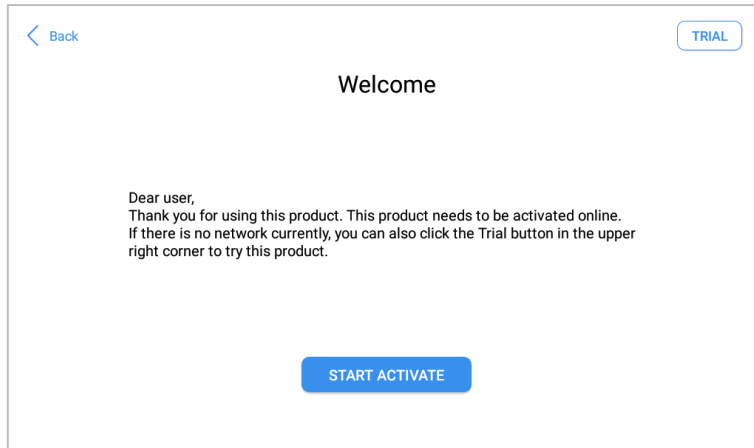 Back
TRIAL
Welcome
Dear user,
Thank you for using this product. This product needs to be activated online.
If there is no network currently, you can also click the Trial button in the upper
right corner to try this product.
START ACTIVATE